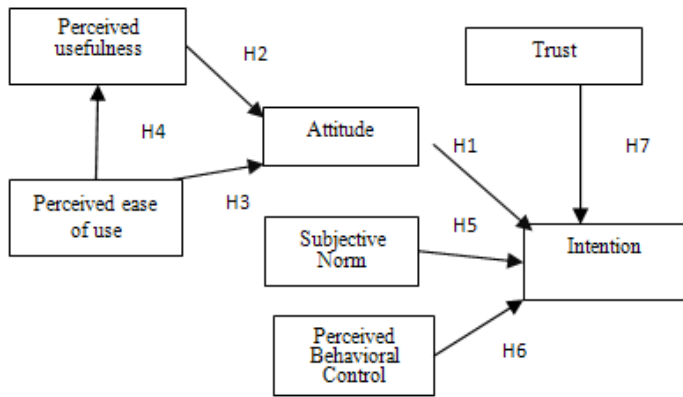 Perceived
usefulness
H2
Trust
H4
Attitude
H1
H7
Perceived ease
of use
H3
Subjective
Norm
H5
Intention
Perceived
Behavioral
Control
H6